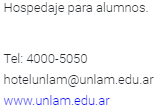 Hospedaje para alumnos.
Tel: 4000-5050
hotelunlam@unlam.edu.ar
www.unlam.edu.ar